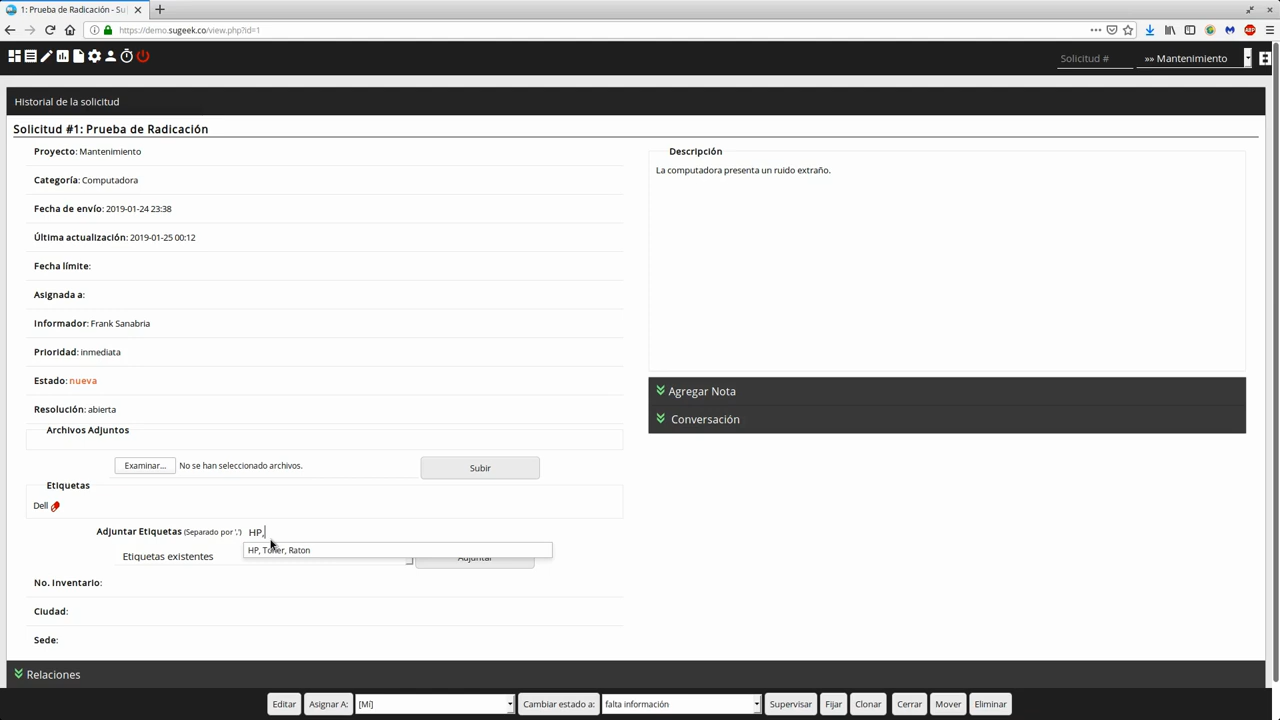 1: Prueba de Radicación - Su
https://demo.sugeek.co/view.php?id=1
ABP
Solicitud #
»» Mantenimiento
Historial de la solicitud
Solicitud #1: Prueba de Radicación
Proyecto: Mantenimiento
Categoría: Computadora
Fecha de envío: 2019-01-24 23:38
Última actualización: 2019-01-25 00:12
Fecha límite:
Asignada a:
Informador: Frank Sanabria
Prioridad: inmediata
Estado: nueva
Resolución: abierta
Archivos Adjuntos
Examinar... No se han seleccionado archivos.
Subir
Etiquetas
Dell
Adjuntar Etiquetas (Separado por ',') HP,
HP, Toner, Raton
Etiquetas existentes
Adjuntar
No. Inventario:
Ciudad:
Sede:
Descripción
La computadora presenta un ruido extraño.
Agregar Nota
Conversación
Relaciones
Editar
Asignar A:
[Mí]
Cambiar estado a:
falta información
Supervisar
Fijar
Clonar
Cerrar
Mover
Eliminar